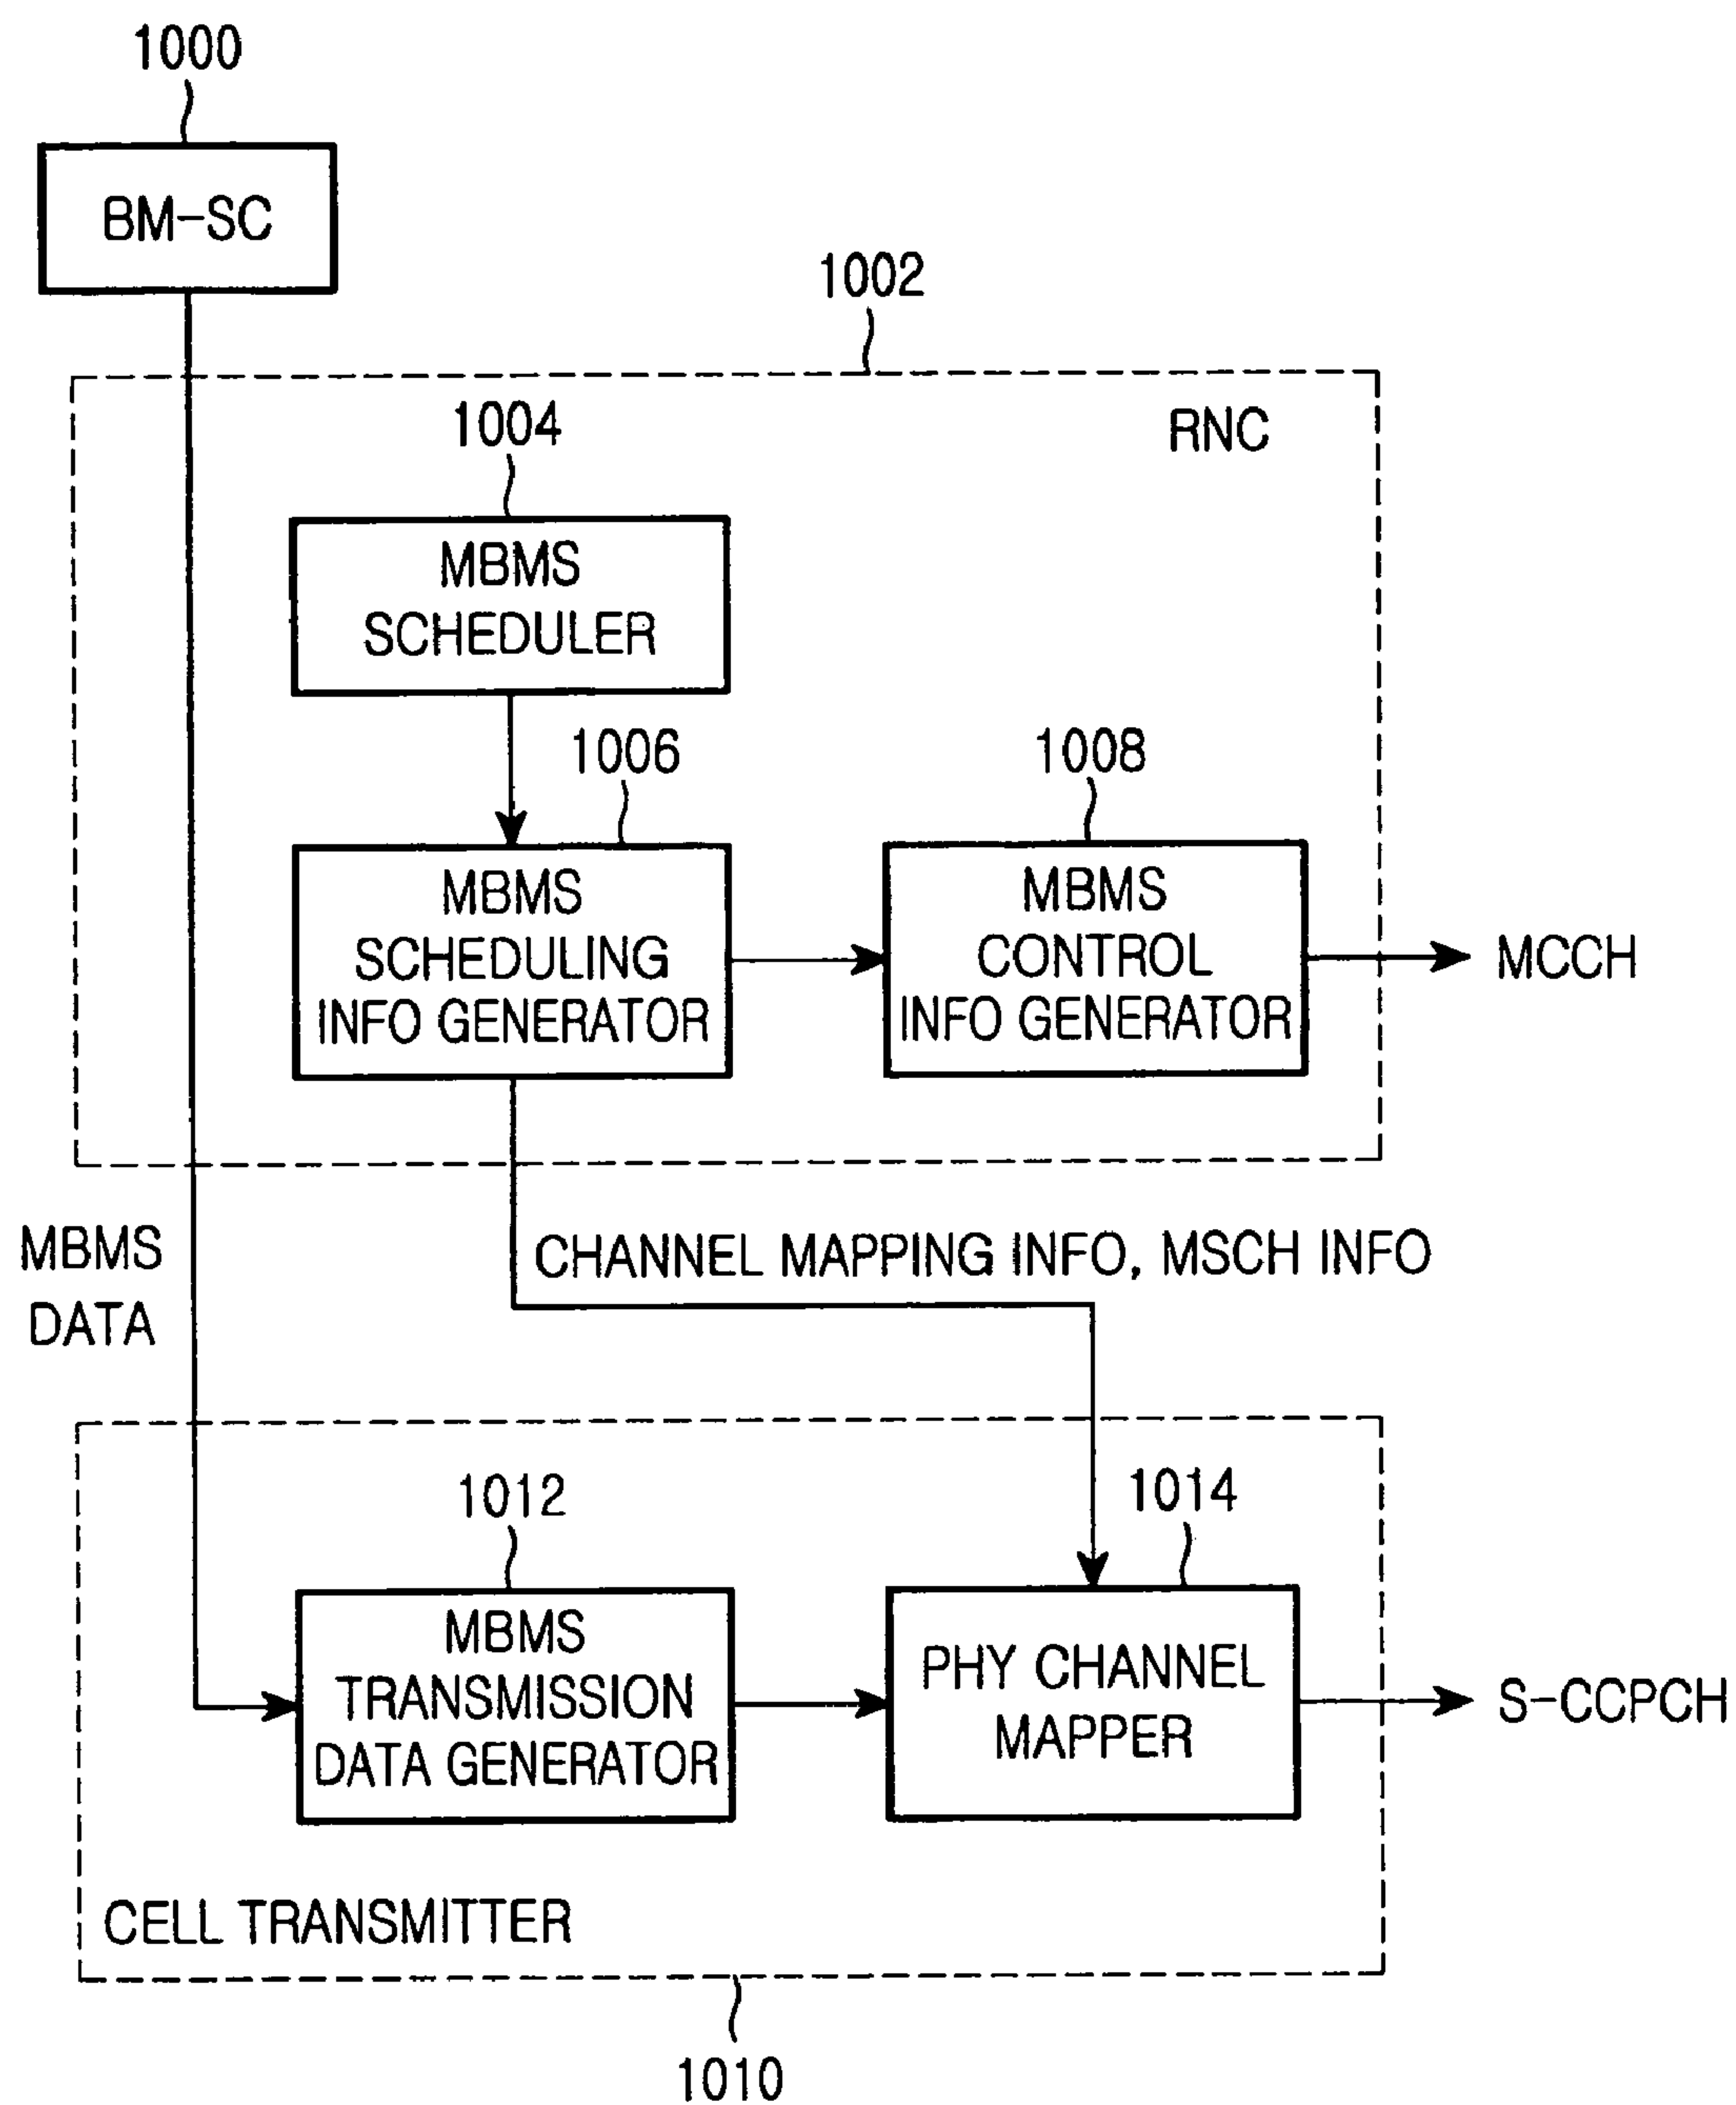 1000
BM-SC
1002
RNC
1004
MBMS
SCHEDULER
1006
MBMS
SCHEDULING
INFO GENERATOR
1008
MBMS
CONTROL
INFO GENERATOR
MCCH
MBMS
DATA
CHANNEL MAPPING INFO, MSCH INFO
1012
MBMS
TRANSMISSION
DATA GENERATOR
1014
PHY CHANNEL
MAPPER
S-CCPCH
CELL TRANSMITTER
1010